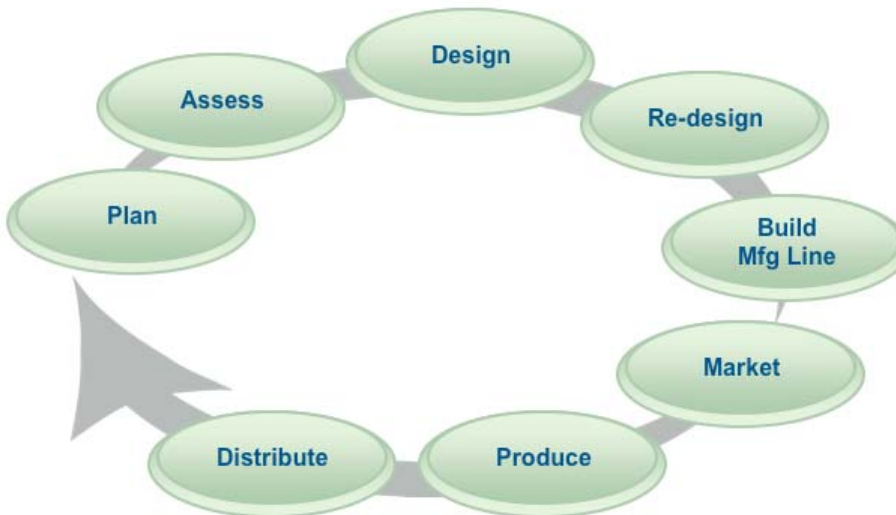 Design
Assess
Re-design
Plan
Build
Mfg Line
Market
Distribute
Produce